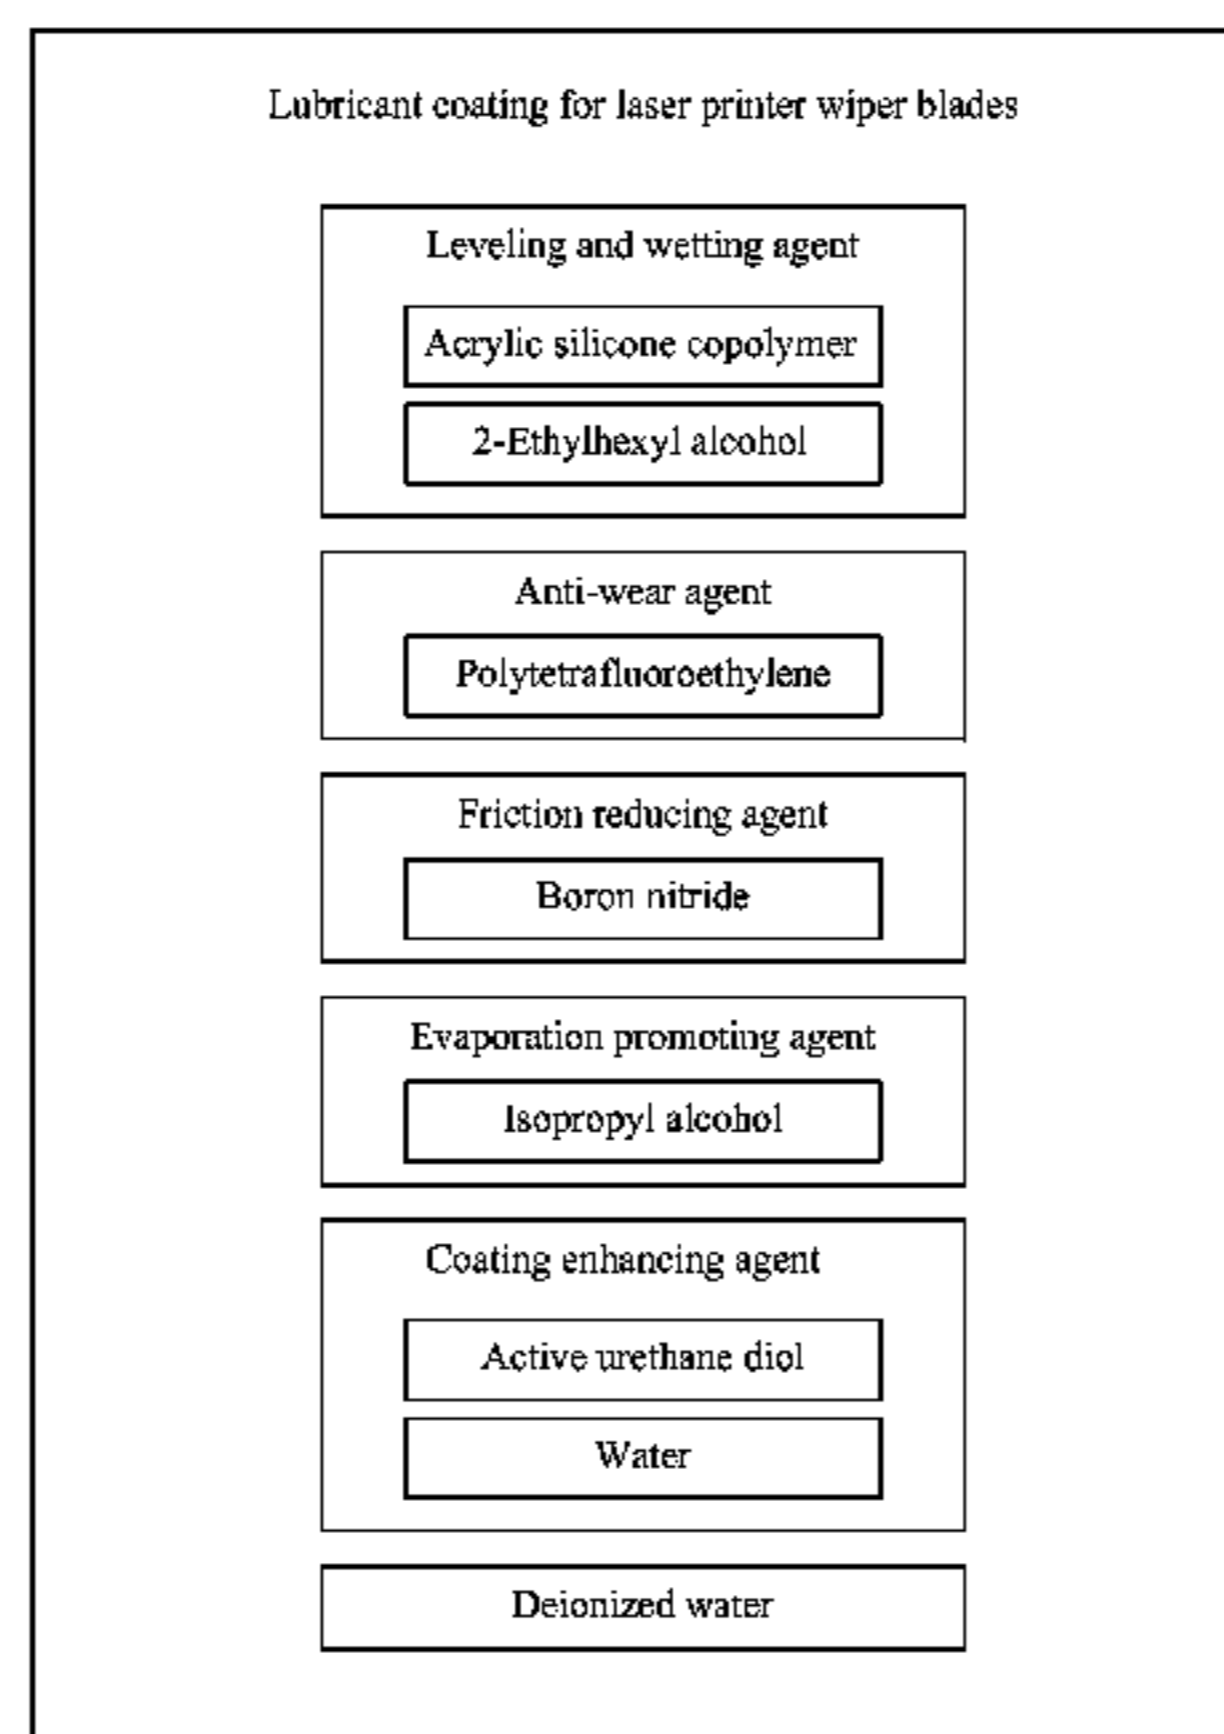 Lubricant coating for laser printer wiper blades
Leveling and wetting agent
Acrylic silicone copolymer
2-Ethylhexyl alcohol
Anti-wear agent
Polytetrafluoroethylene
Friction reducing agent
Boron nitride
Evaporation promoting agent
Isopropyl alcohol
Coating enhancing agent
Active urethane diol
Water
Deionized water